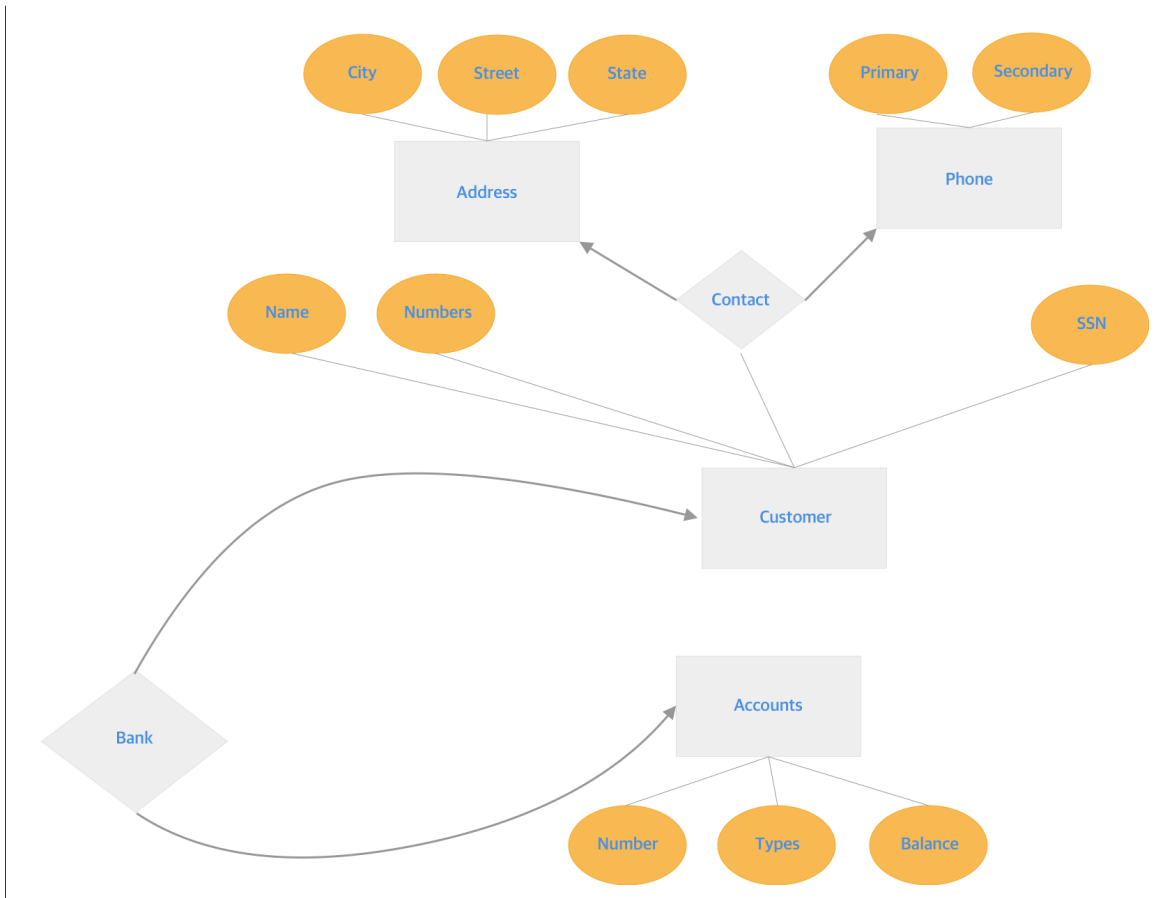 City
Street
State
Primary
Secondary
Address
Phone
Contact
Name
Numbers
SSN
Customer
Accounts
Bank
Number
Types
Balance